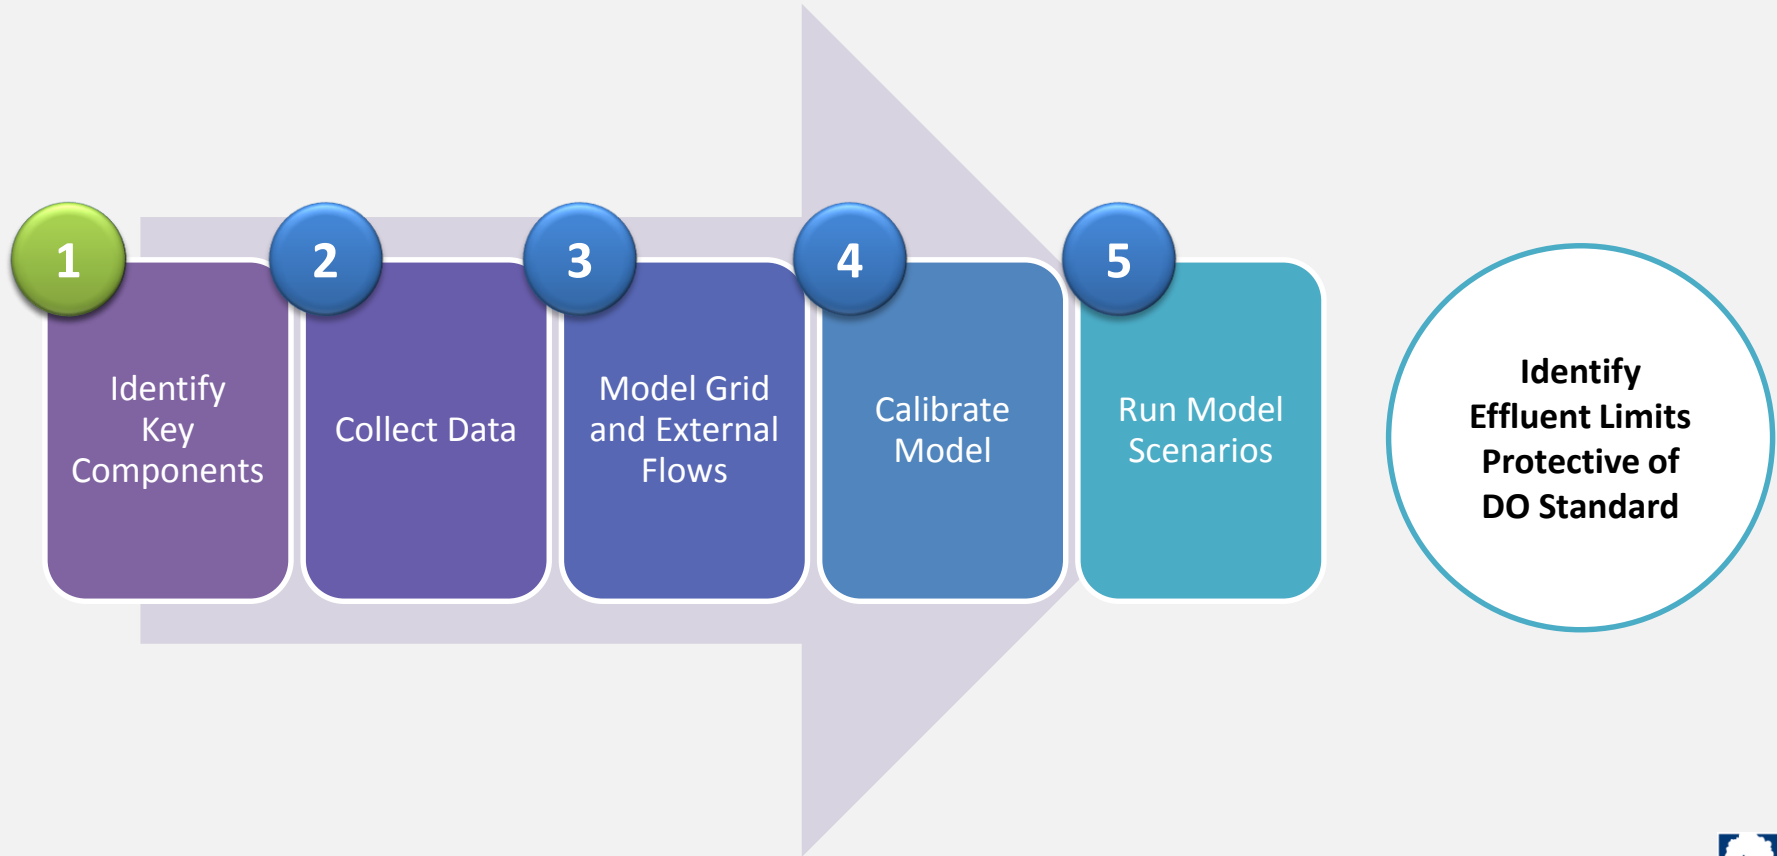 1
Identify
Key
Components
2
Collect Data
3
Model Grid
and External
Flows
4
Calibrate
Model
5
Run Model
Scenarios
Identify
Effluent Limits
Protective of
DO Standard